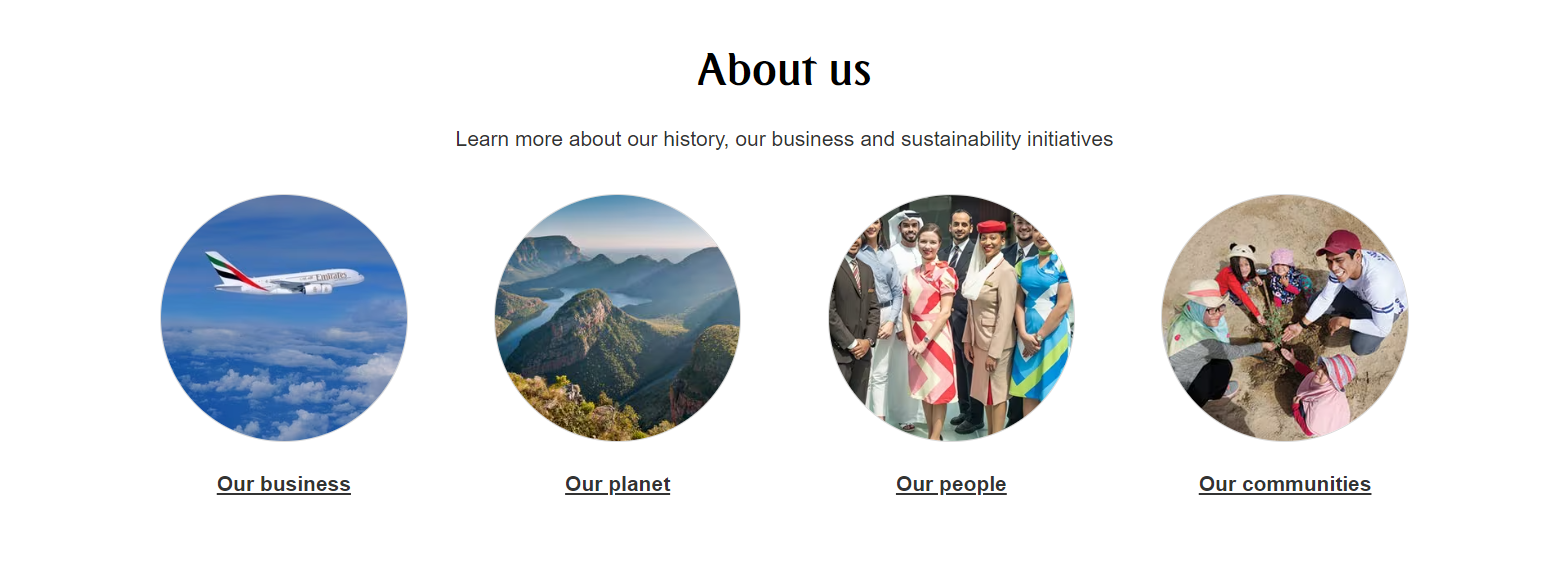 About us
Learn more about our history, our business and sustainability initiatives
Emirates
Our business
Our planet
Our people
Our communities